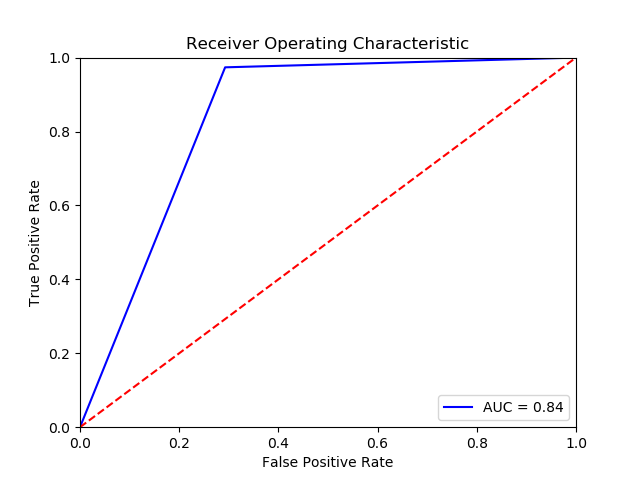 Receiver Operating Characteristic
True Positive Rate
1.0
0.8
0.6
0.4
0.2
0.0
AUC = 0.84
0.0 0.2 0.4 0.6 0.8 1.0
False Positive Rate